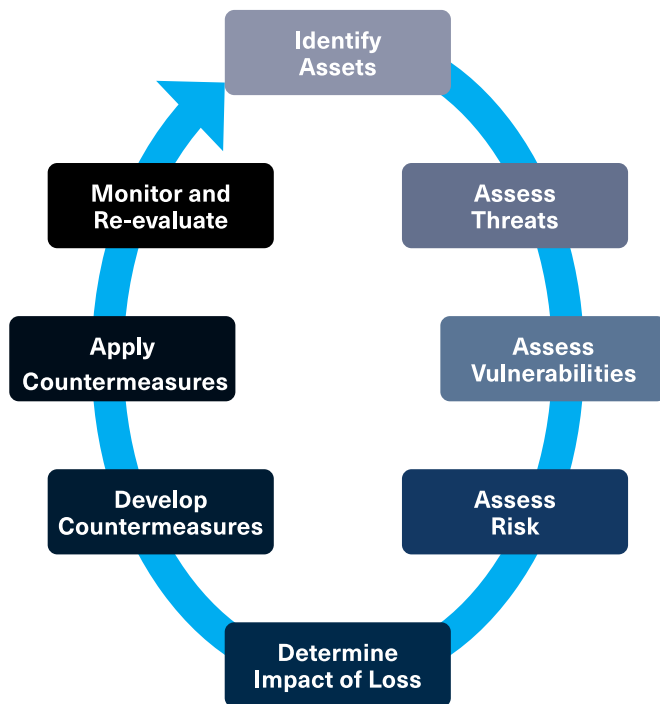 Identify
Assets
Assess
Threats
Assess
Vulnerabilities
Assess
Risk
Determine
Impact of Loss
Develop
Countermeasures
Apply
Countermeasures
Monitor and
Re-evaluate